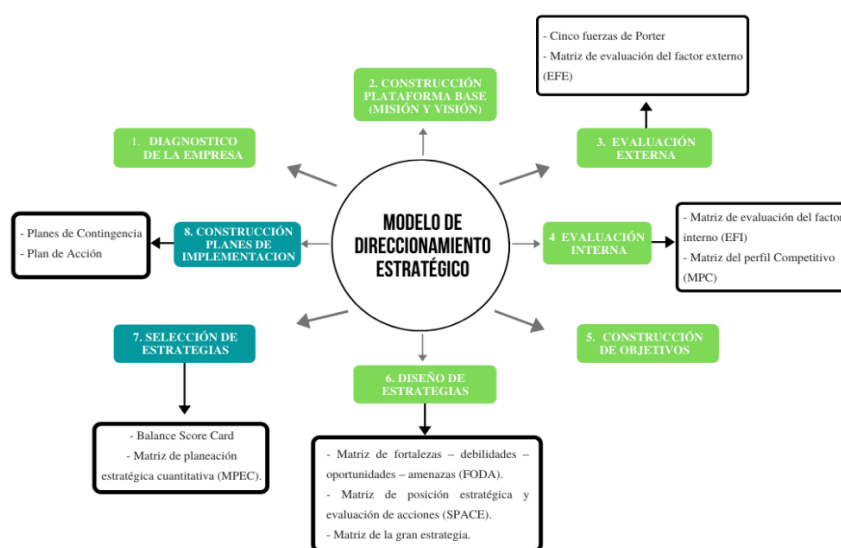 MODELO DE
DIRECCIONAMIENTO
ESTRATÉGICO
1. DIAGNOSTICO
DE LA EMPRESA
2. CONSTRUCCIÓN
PLATAFORMA BASE
(MISIÓN Y VISIÓN)
3. EVALUACIÓN
EXTERNA
- Cinco fuerzas de Porter
- Matriz de evaluación del factor externo
(EFE)
4 EVALUACIÓN
INTERNA
- Matriz de evaluación del factor
interno (EFI)
- Matriz del perfil Competitivo
(MPC)
5. CONSTRUCCIÓN
DE OBJETIVOS
6. DISEÑO DE
ESTRATEGIAS
- Matriz de fortalezas – debilidades –
oportunidades – amenazas (FODA).
- Matriz de posición estratégica y
evaluación de acciones (SPACE).
- Matriz de la gran estrategia.
7. SELECCIÓN DE
ESTRATEGIAS
- Balance Score Card
- Matriz de planeación
estratégica cuantitativa (MPEC).
8. CONSTRUCCIÓN
PLANES DE
IMPLEMENTACION
- Planes de Contingencia
- Plan de Acción